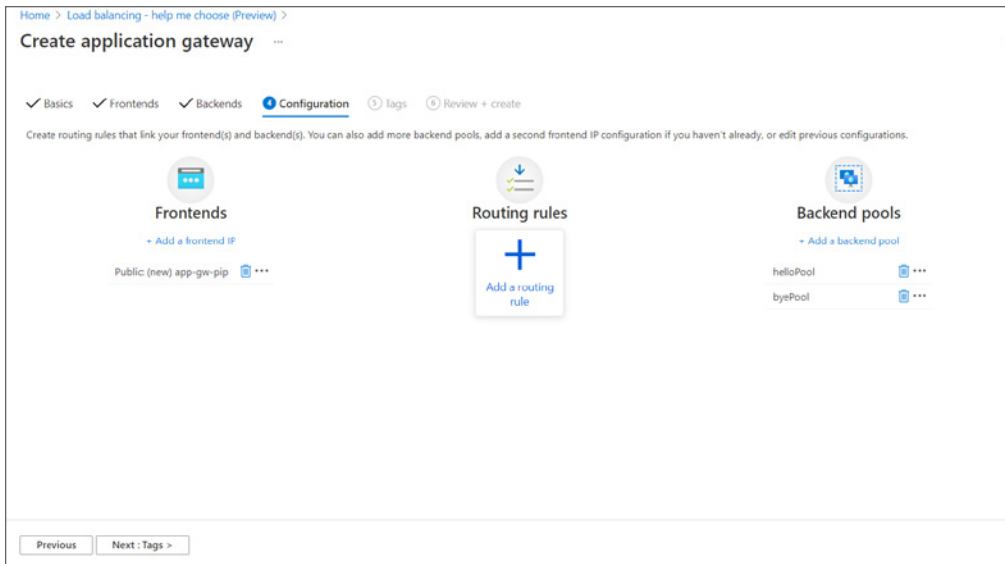 Home > Load balancing - help me choose (Preview) >
Create application gateway ...
Basics Frontends Backends 4 Configuration 5 Tags 6 Review + create
Create routing rules that link your frontend(s) and backend(s). You can also add more backend pools, add a second frontend IP configuration if you haven't already, or edit previous configurations.
Frontends
+ Add a frontend IP
Public: (new) app-gw-pip
Routing rules
Add a routing
rule
Backend pools
+ Add a backend pool
helloPool
byePool
Previous
Next : Tags >